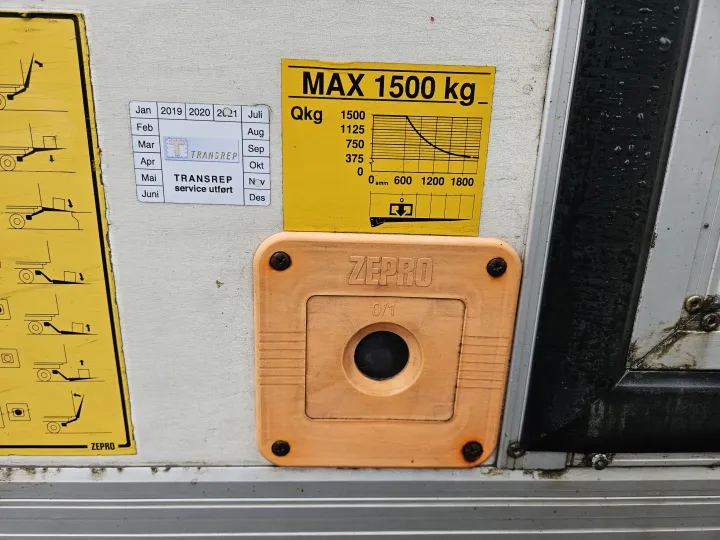 Jan 2019 2020 2021 Juli
Feb Aug
Mar Sep
Apr TRANSREP Okt
Mai TRANSREP Nov
Juni service utført Des
MAX 1500 kg
Qkg
1500
1125
750
375
0
0 smm 600 1200 1800
Q
ZEPRO
0/1
ZEPRO